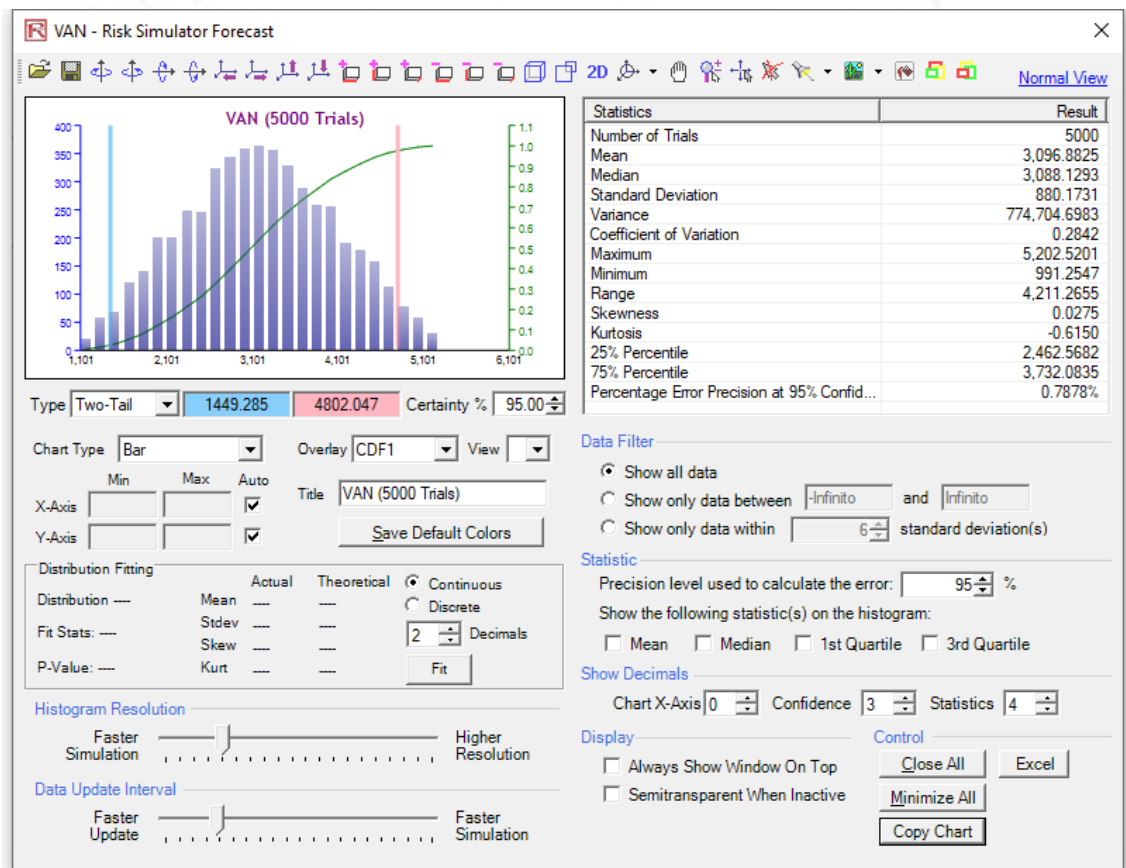 VAN - Risk Simulator Forecast
2D
Normal View
VAN (5000 Trials)
400
350
300
250
200
150
100
50
0
1,101 2,101 3,101 4,101 5,101 6,101
1.1
1.0
0.9
0.8
0.7
0.6
0.5
0.4
0.3
0.2
0.1
0.0
Type Two-Tail 1449.285 4802.047 Certainty % 95.00
Chart Type Bar Overlay CDF1 View
Min Max Auto
X-Axis
Title VAN (5000 Trials)
Y-Axis
Save Default Colors
Distribution Fitting
Actual Theoretical Continuous
Distribution ---- Mean ---- ---- Discrete
Stdev ---- ----
Fit Stats: ---- 2 Decimals
Skew ---- ----
P-Value: ---- Kurt ---- ---- Fit
Histogram Resolution
Faster Simulation Higher Resolution
Data Update Interval
Faster Update Faster Simulation
Statistics Result
Number of Trials 5000
Mean 3,096.8825
Median 3,088.1293
Standard Deviation 880.1731
Variance 774,704.6983
Coefficient of Variation 0.2842
Maximum 5,202.5201
Minimum 991.2547
Range 4,211.2655
Skewness 0.0275
Kurtosis -0.6150
25% Percentile 2,462.5682
75% Percentile 3,732.0835
Percentage Error Precision at 95% Confid... 0.7878%
Data Filter
Show all data
Show only data between -Infinito and Infinito
Show only data within 6 standard deviation(s)
Statistic
Precision level used to calculate the error: 95 %
Show the following statistic(s) on the histogram:
Mean Median 1st Quartile 3rd Quartile
Show Decimals
Chart X-Axis 0 Confidence 3 Statistics 4
Display
Always Show Window On Top
Semitransparent When Inactive
Control
Close All Excel
Minimize All
Copy Chart